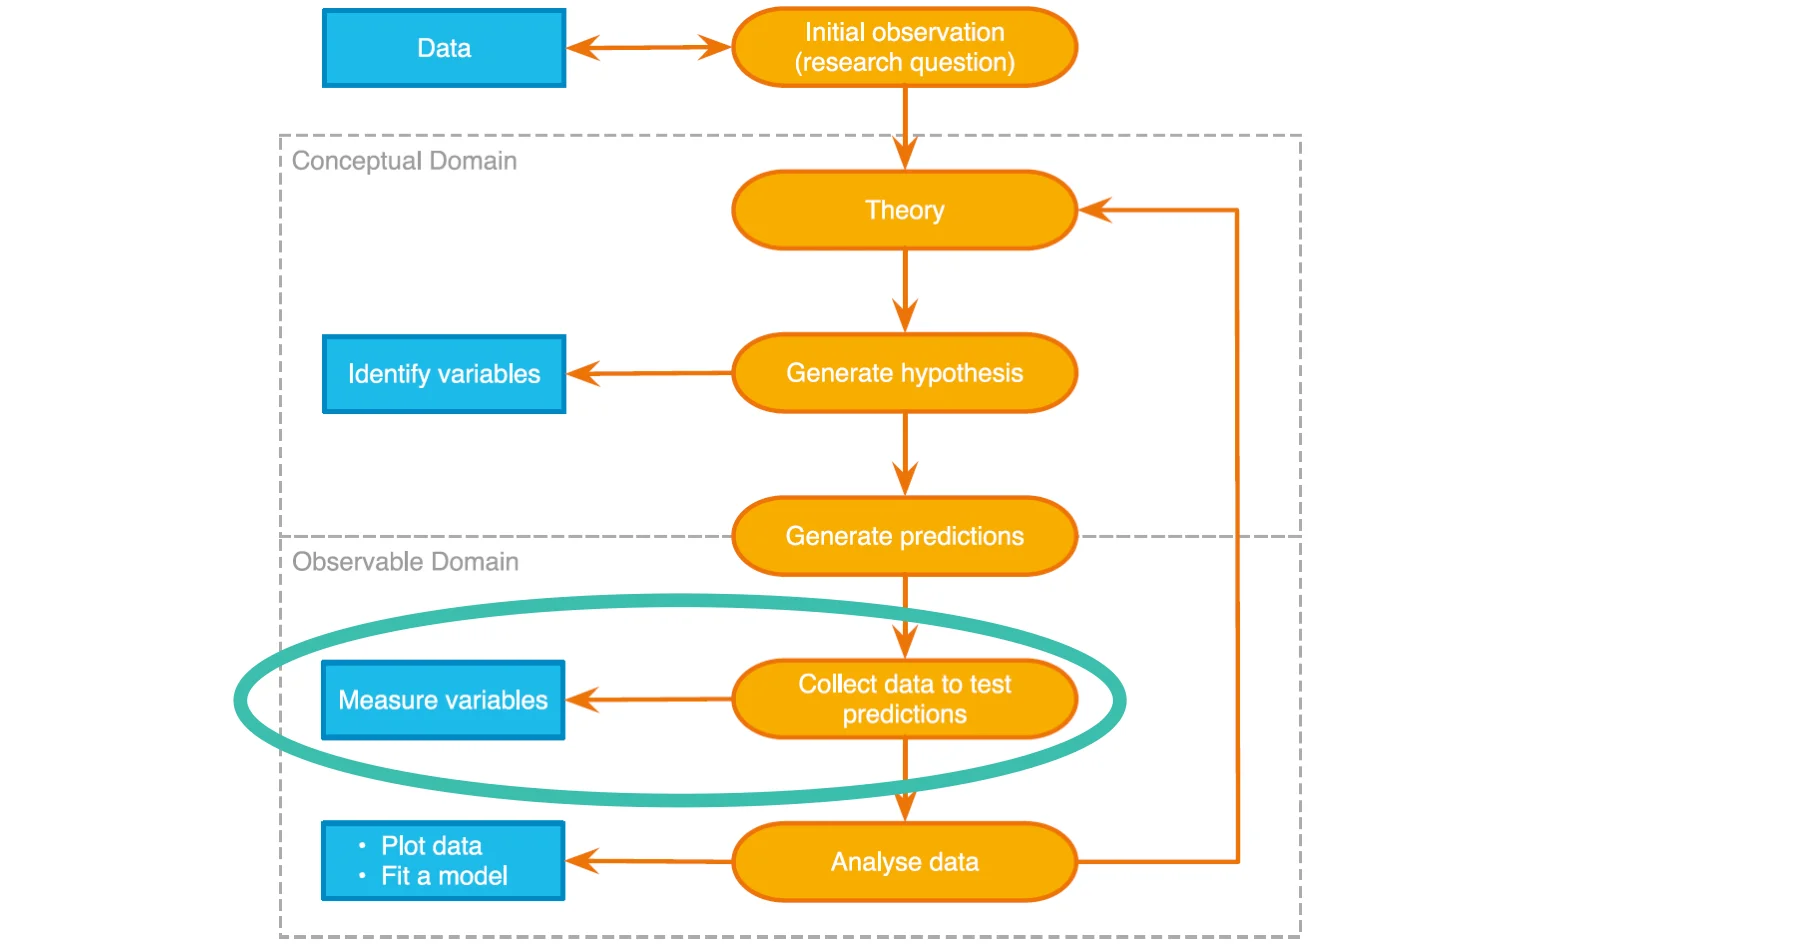 Data
Initial observation
(research question)
Conceptual Domain
Theory
Identify variables
Generate hypothesis
Generate predictions
Observable Domain
Measure variables
Collect data to test
predictions
• Plot data
• Fit a model
Analyse data